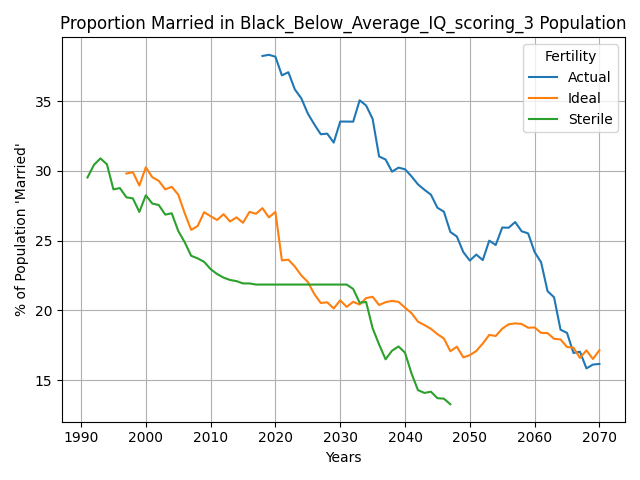 Proportion Married in Black_Below_Average_IQ_scoring_3 Population
% of Population 'Married'
35
30
25
20
15
Fertility
Actual
Ideal
Sterile
1990 2000 2010 2020 2030 2040 2050 2060 2070
Years